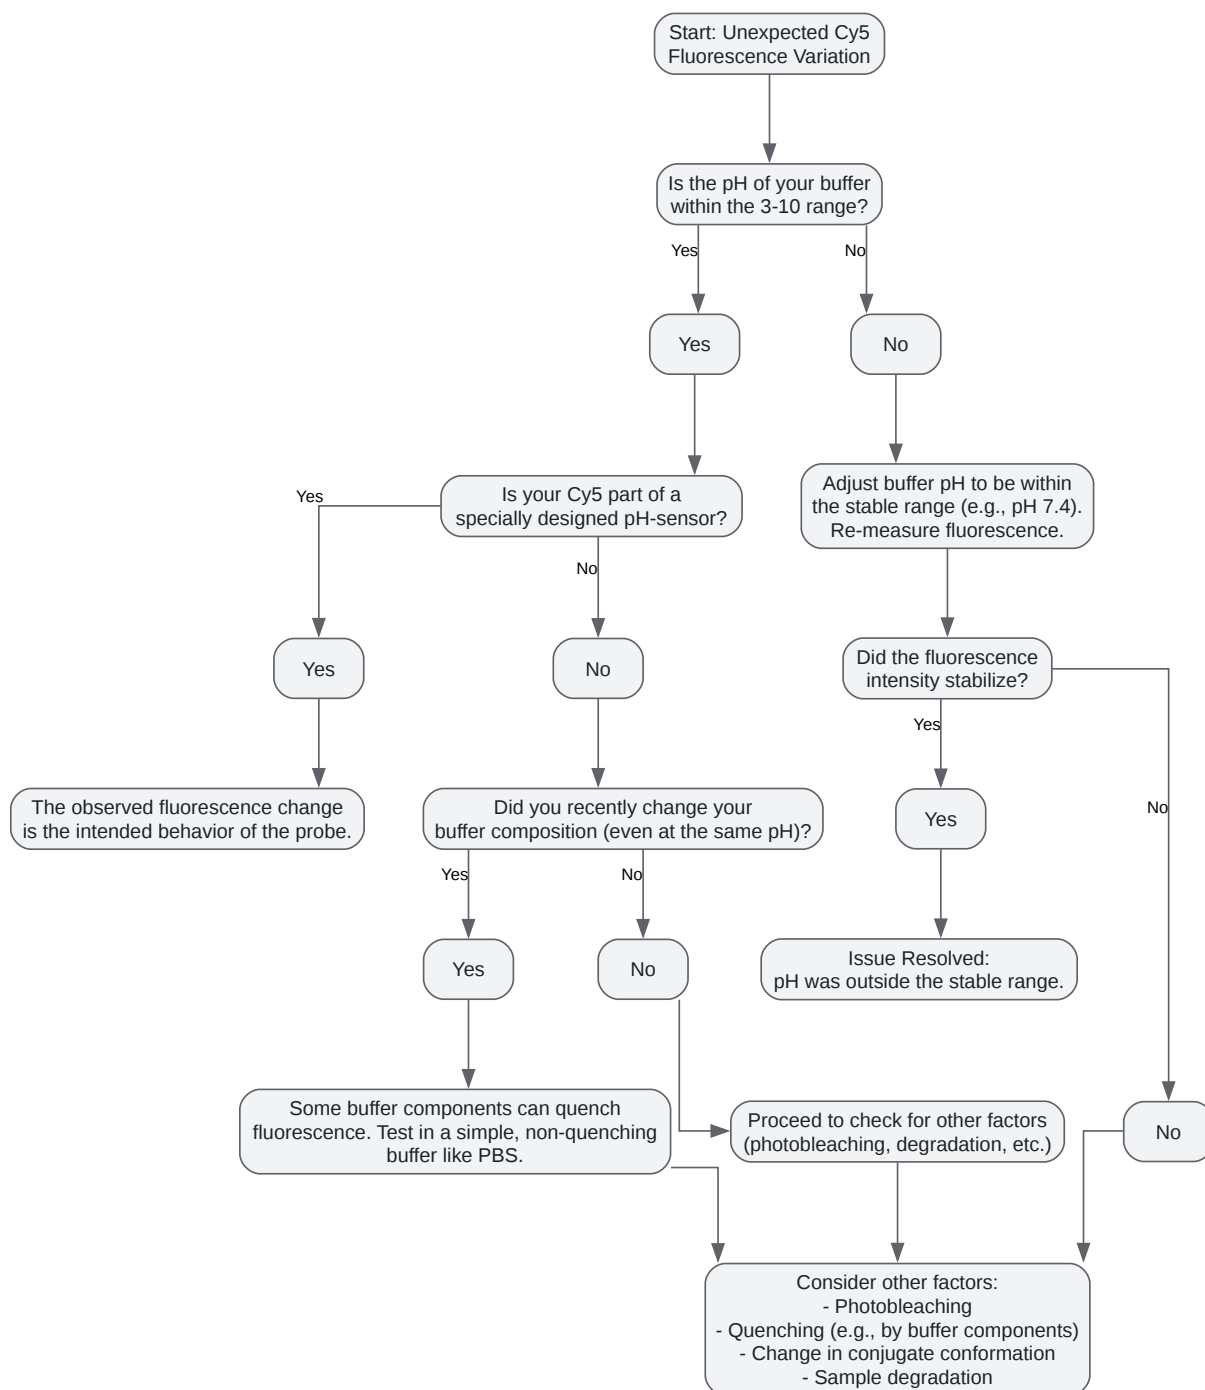 Start: Unexpected Cy5
Fluorescence Variation
Is the pH of your buffer
within the 3-10 range?
Yes
No
Yes
No
Is your Cy5 part of a
specially designed pH-sensor?
Adjust buffer pH to be within
the stable range (e.g., pH 7.4).
Re-measure fluorescence.
Yes
No
Yes
No
Did the fluorescence
intensity stabilize?
Yes
No
The observed fluorescence change
is the intended behavior of the probe.
Did you recently change your
buffer composition (even at the same pH)?
Yes
Yes
No
Yes
No
Issue Resolved:
pH was outside the stable range.
Some buffer components can quench
fluorescence. Test in a simple, non-quenching
buffer like PBS.
Proceed to check for other factors
(photobleaching, degradation, etc.)
No
Consider other factors:
- Photobleaching
- Quenching (e.g., by buffer components)
- Change in conjugate conformation
- Sample degradation